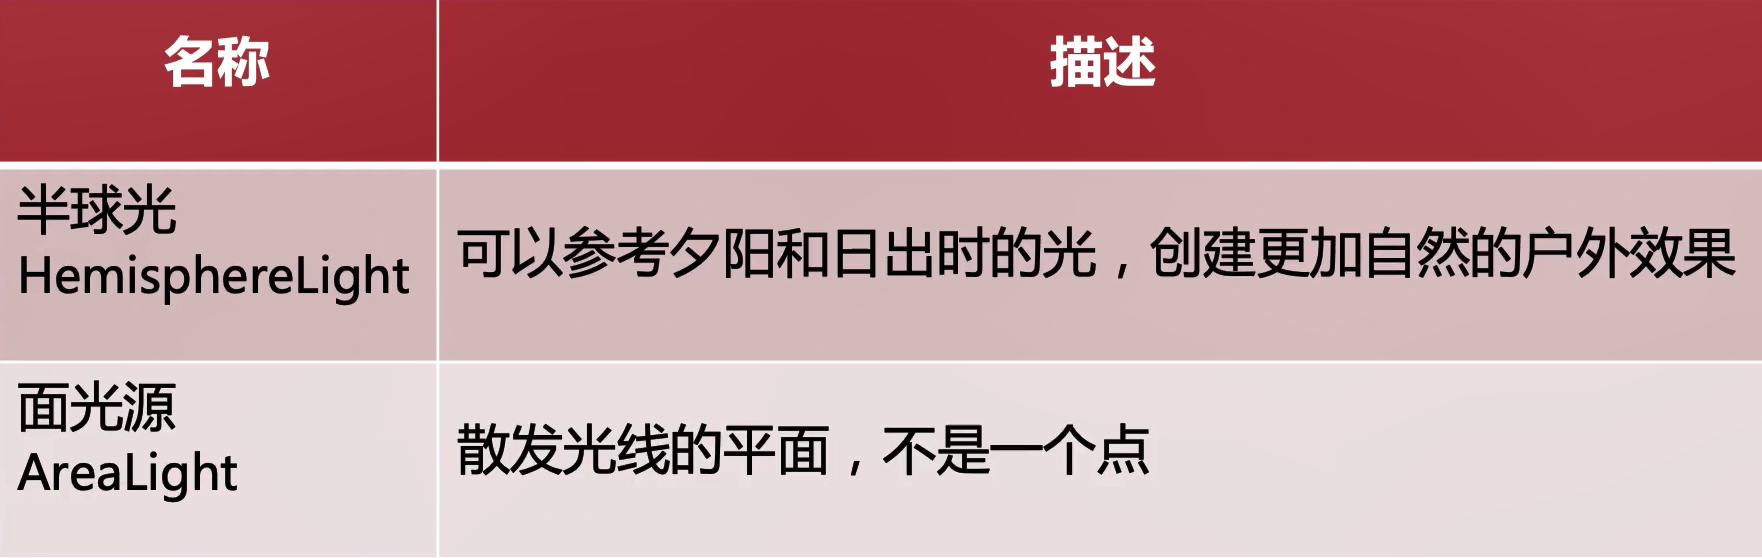 名称
描述
半球光
HemisphereLight
可以参考夕阳和日出时的光，创建更加自然的户外效果
面光源
AreaLight
散发光线的平面，不是一个点